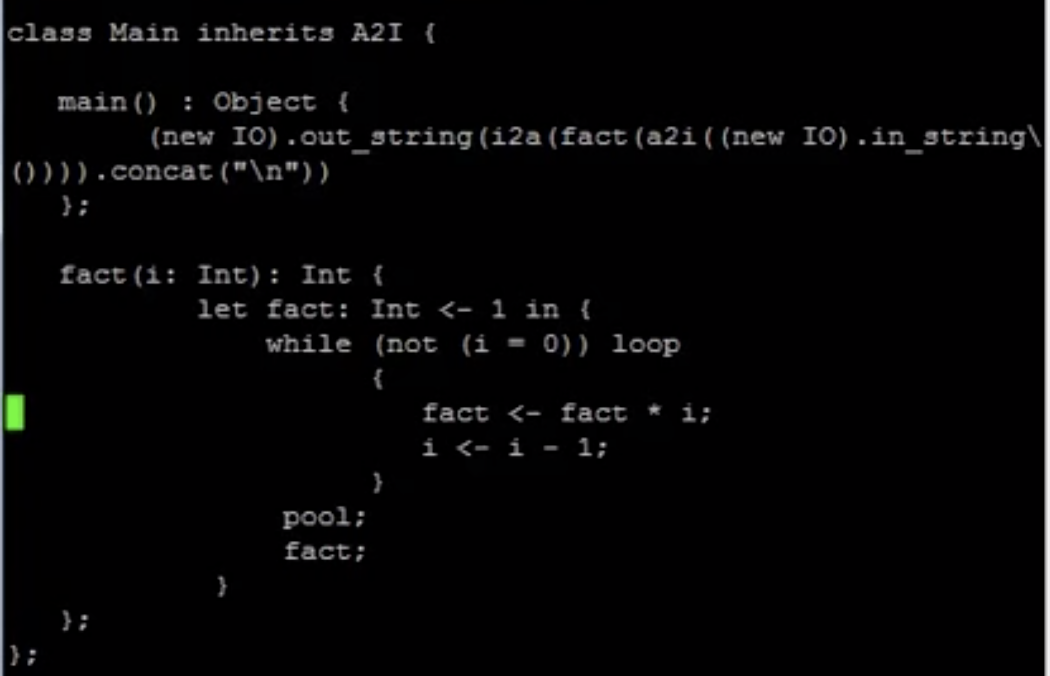 class Main inherits A2I {
main() : Object {
(new IO).out_string(i2a(fact(a2i((new IO).in_string\
()))).concat("\n"))
};
fact(i: Int): Int {
let fact: Int <- 1 in {
while (not (i = 0)) loop
{
fact <- fact * i;
i <- i - 1;
}
pool;
fact;
}
};
};